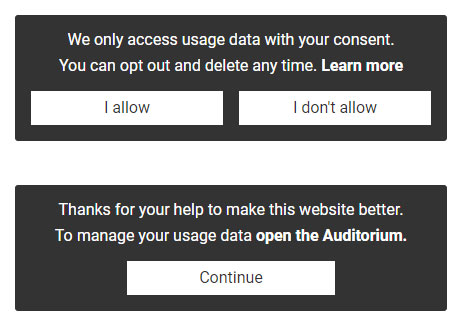 We only access usage data with your consent.
You can opt out and delete any time. Learn more
I allow
I don't allow
Thanks for your help to make this website better.
To manage your usage data open the Auditorium.
Continue